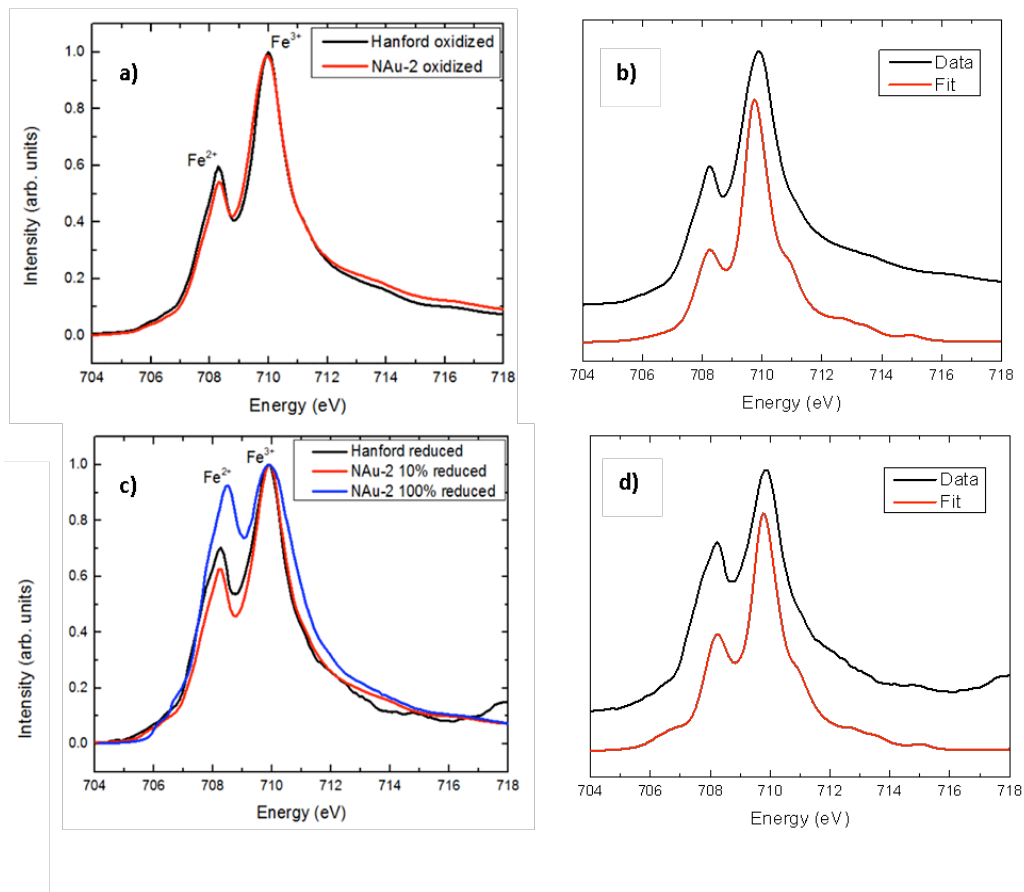 a)
Fe3+
Hanford oxidized
NAu-2 oxidized
Fe2+
1.0
0.8
0.6
0.4
0.2
0.0
Intensity (arb. units)
704 706 708 710 712 714 716 718
Energy (eV)
b)
Data
Fit
704 706 708 710 712 714 716 718
Energy (eV)
c)
Fe2+
Fe3+
Hanford reduced
NAu-2 10% reduced
NAu-2 100% reduced
1.0
0.8
0.6
0.4
0.2
0.0
Intensity (arb. units)
704 706 708 710 712 714 716 718
Energy (eV)
d)
Data
Fit
704 706 708 710 712 714 716 718
Energy (eV)